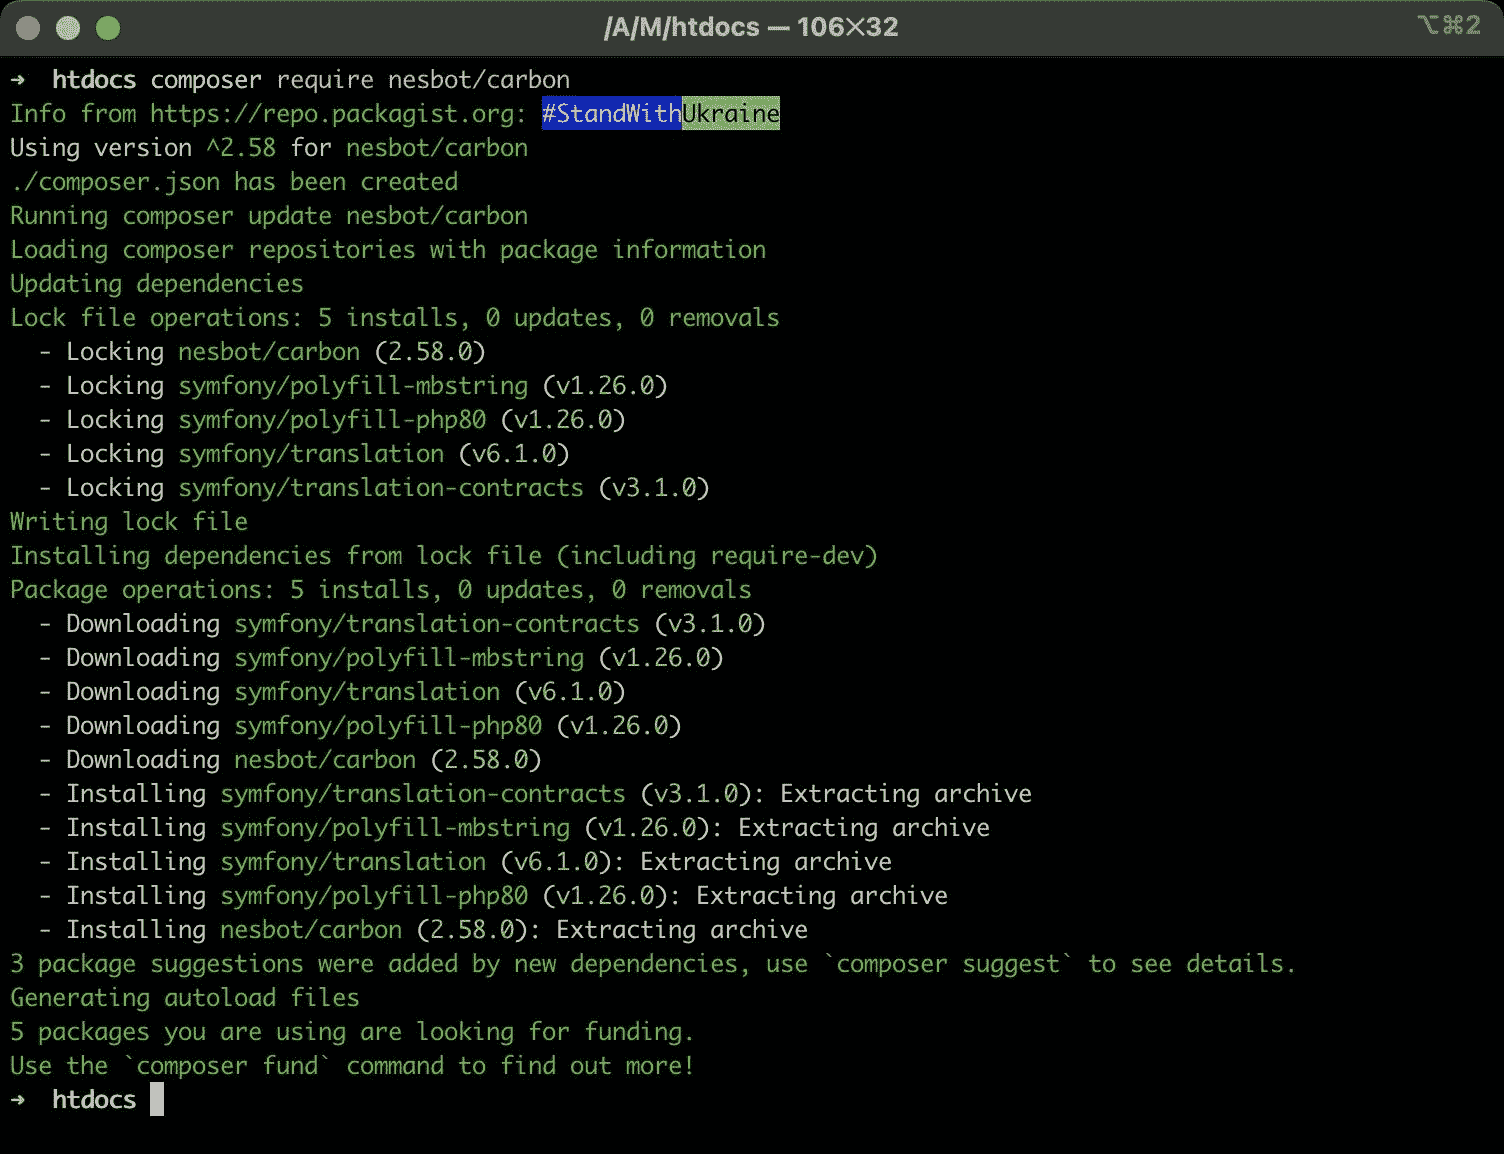 /A/M/htdocs — 106✕32
⌥⌘2
➜ htdocs composer require nesbot/carbon
Info from https://repo.packagist.org: #StandWithUkraine
Using version ^2.58 for nesbot/carbon
./composer.json has been created
Running composer update nesbot/carbon
Loading composer repositories with package information
Updating dependencies
Lock file operations: 5 installs, 0 updates, 0 removals
  - Locking nesbot/carbon (2.58.0)
  - Locking symfony/polyfill-mbstring (v1.26.0)
  - Locking symfony/polyfill-php80 (v1.26.0)
  - Locking symfony/translation (v6.1.0)
  - Locking symfony/translation-contracts (v3.1.0)
Writing lock file
Installing dependencies from lock file (including require-dev)
Package operations: 5 installs, 0 updates, 0 removals
  - Downloading symfony/translation-contracts (v3.1.0)
  - Downloading symfony/polyfill-mbstring (v1.26.0)
  - Downloading symfony/translation (v6.1.0)
  - Downloading symfony/polyfill-php80 (v1.26.0)
  - Downloading nesbot/carbon (2.58.0)
  - Installing symfony/translation-contracts (v3.1.0): Extracting archive
  - Installing symfony/polyfill-mbstring (v1.26.0): Extracting archive
  - Installing symfony/translation (v6.1.0): Extracting archive
  - Installing symfony/polyfill-php80 (v1.26.0): Extracting archive
  - Installing nesbot/carbon (2.58.0): Extracting archive
3 package suggestions were added by new dependencies, use `composer suggest` to see details.
Generating autoload files
5 packages you are using are looking for funding.
Use the `composer fund` command to find out more!
➜ htdocs